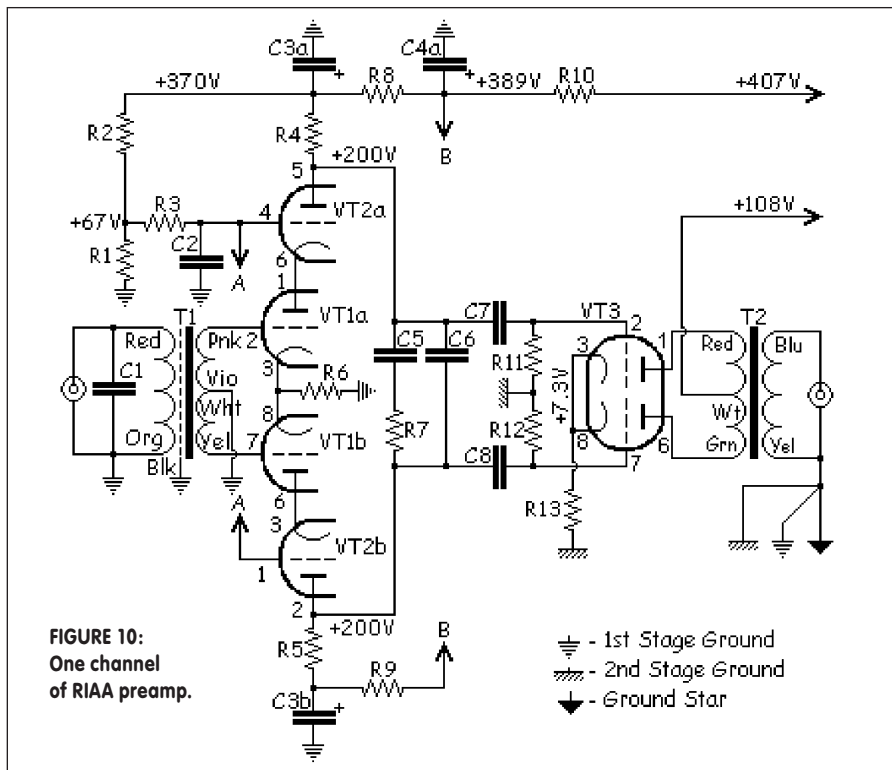 C3a
C4a
+370V
R8
+389V
R10
+407V
R2
R4
B
+200V
5
+67V
R3
4
VT2a
+108V
R1
C2
A
6
1
T1
VT1a
C7
VT3
Red
Pnk
2
C5
C6
3
2
1
Red
Blu
C1
Vio
3
R6
R11
+7.3V
Wht
8
R7
R12
Wt
Org
Yel
7
VT1b
C8
8
7
6
Grn
Yel
Blk
A
6
R13
3
1
VT2b
2
+200V
B
FIGURE 10:
One channel
of RIAA preamp.
R5
R9
C3b
- 1st Stage Ground
- 2nd Stage Ground
- Ground Star